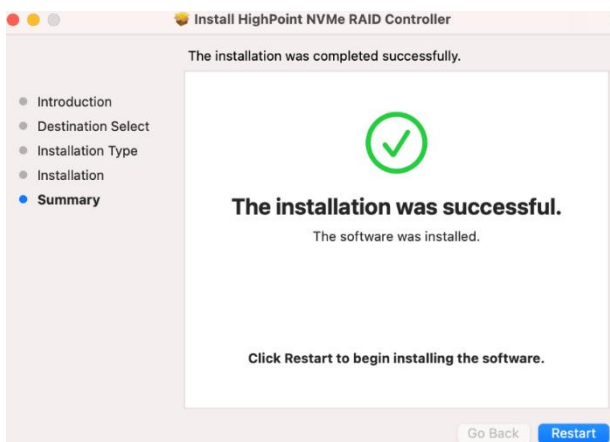 Install HighPoint NVMe RAID Controller
The installation was completed successfully.
Introduction
Destination Select
Installation Type
Installation
Summary
The installation was successful.
The software was installed.
Click Restart to begin installing the software.
Go Back
Restart